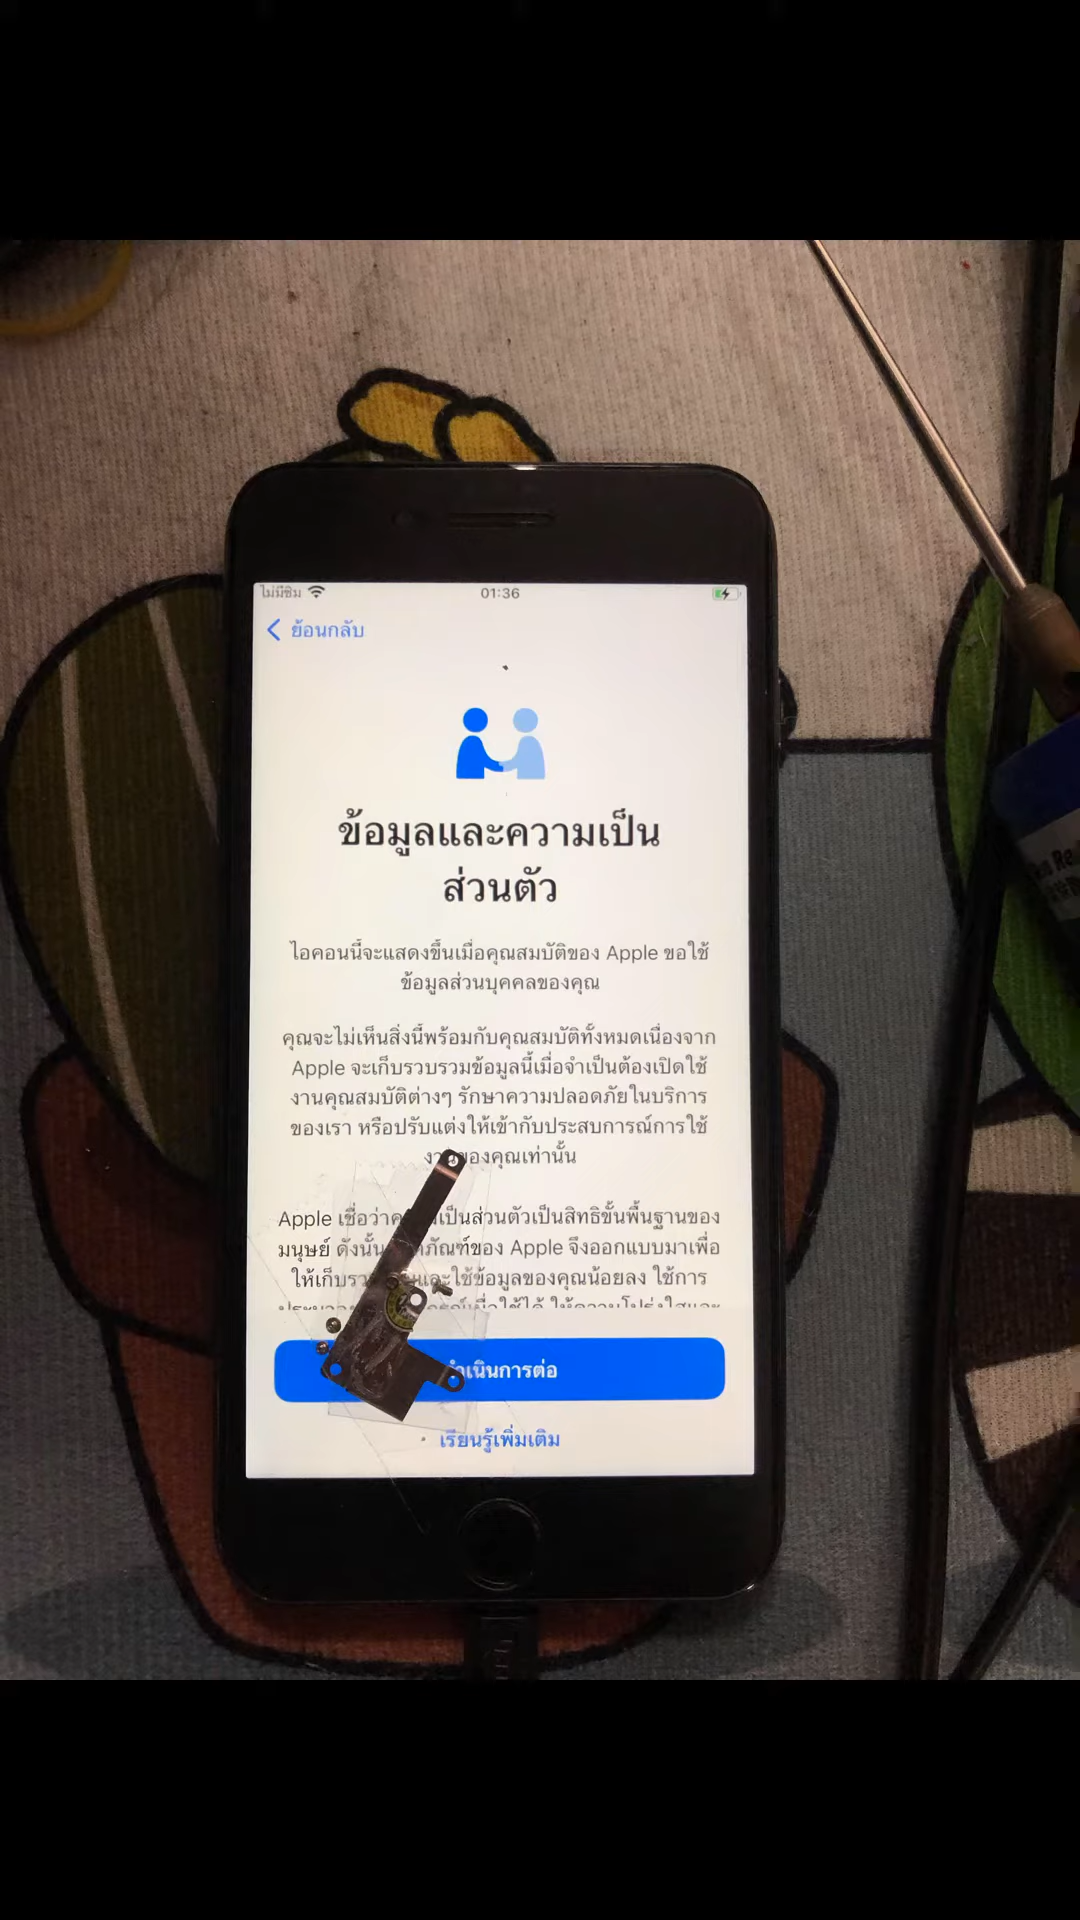 ไม่มีซิม
01:36
ย้อนกลับ
ข้อมูลและความเป็น
ส่วนตัว
ไอคอนนี้จะแสดงขึ้นเมื่อคุณสมบัติของ Apple ขอใช้
ข้อมูลส่วนบุคคลของคุณ
คุณจะไม่เห็นสิ่งนี้พร้อมกับคุณสมบัติทั้งหมดเนื่องจาก
Apple จะเก็บรวบรวมข้อมูลนี้เมื่อจำเป็นต้องเปิดใช้
งานคุณสมบัติต่างๆ รักษาความปลอดภัยในบริการ
ของเรา หรือปรับแต่งให้เข้ากับประสบการณ์การใช้
งานของคุณเท่านั้น
Apple เชื่อว่าความเป็นส่วนตัวเป็นสิทธิขั้นพื้นฐานของ
มนุษย์ ดังนั้น ของ Apple จึงออกแบบมาเพื่อ
ให้เก็บ และใช้ข้อมูลของคุณน้อยลง ใช้การ
ดำเนินการต่อ
เรียนรู้เพิ่มเติม